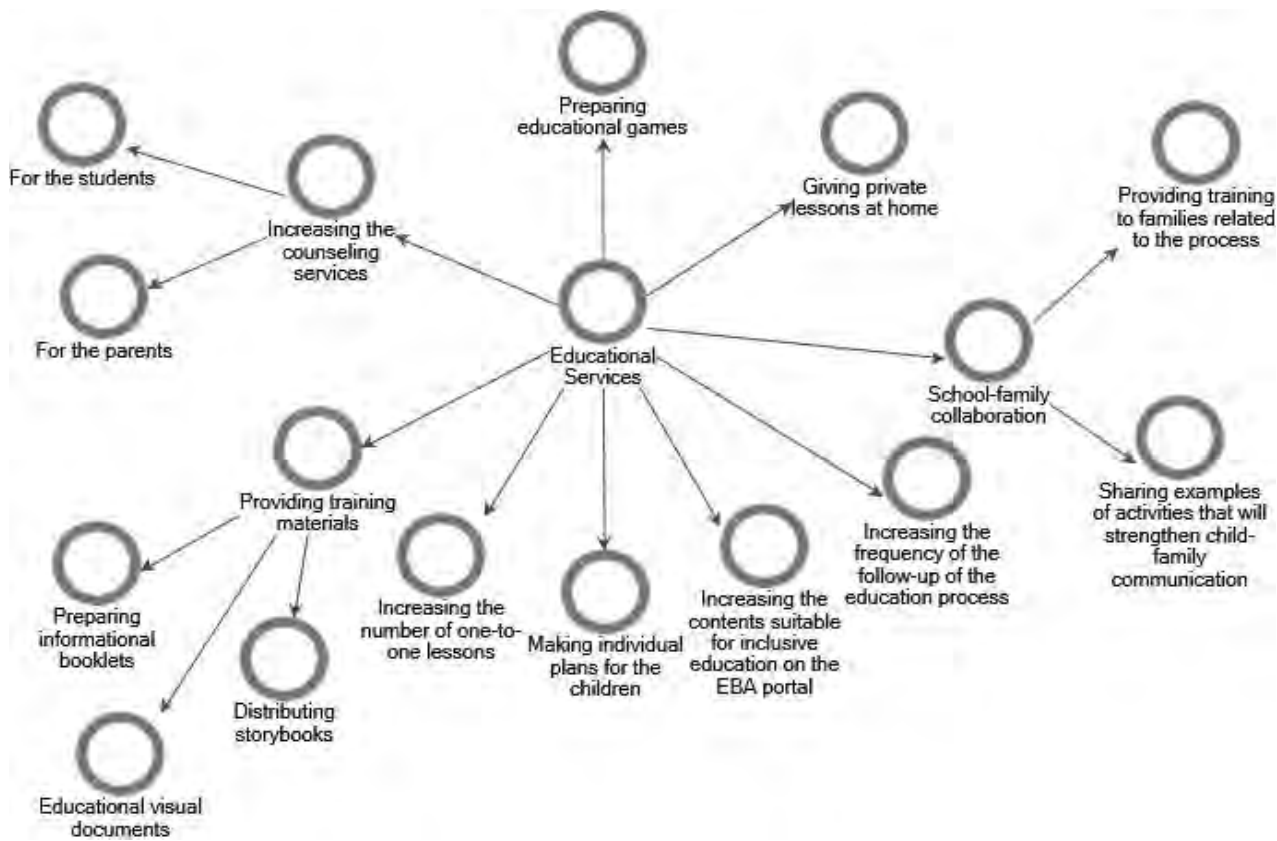 Preparing
educational games
For the students
Giving private
lessons at home
Providing training
to families related
to the process
Increasing the
counseling
services
For the parents
Educational
Services
School-family
collaboration
Providing training
materials
Sharing examples
of activities that will
strengthen child-
family
communication
Increasing the
frequency of the
follow-up of the
education process
Preparing
informational
booklets
Increasing the
number of one-to-
one lessons
Making individual
plans for the
children
Increasing the
contents suitable
for inclusive
education on the
EBA portal
Distributing
storybooks
Educational visual
documents